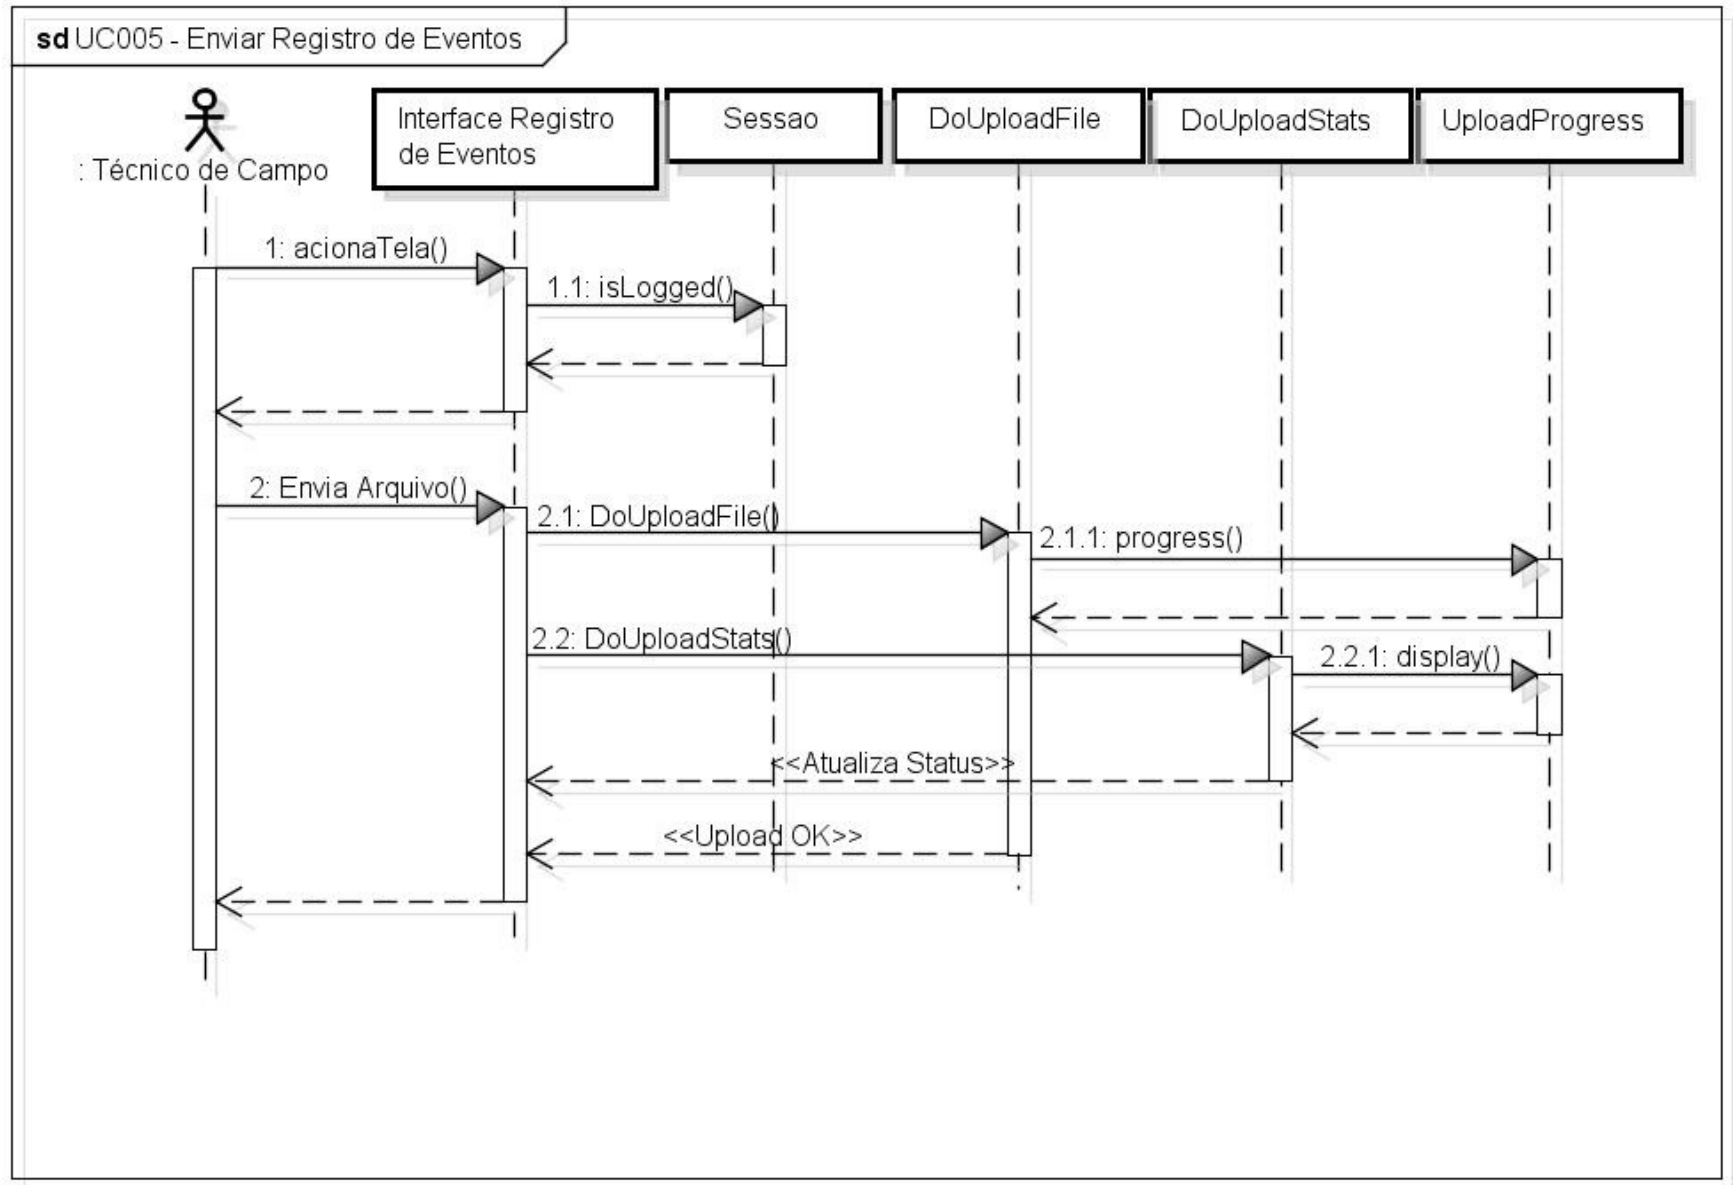 sd UC005 - Enviar Registro de Eventos
: Técnico de Campo
Interface Registro
de Eventos
Sessao
DoUploadFile
DoUploadStats
UploadProgress
1: acionaTela()
1.1: isLogged()
2: Envia Arquivo()
2.1: DoUploadFile()
2.1.1: progress()
2.2: DoUploadStats()
2.2.1: display()
<<Atualiza Status>>
<<Upload OK>>